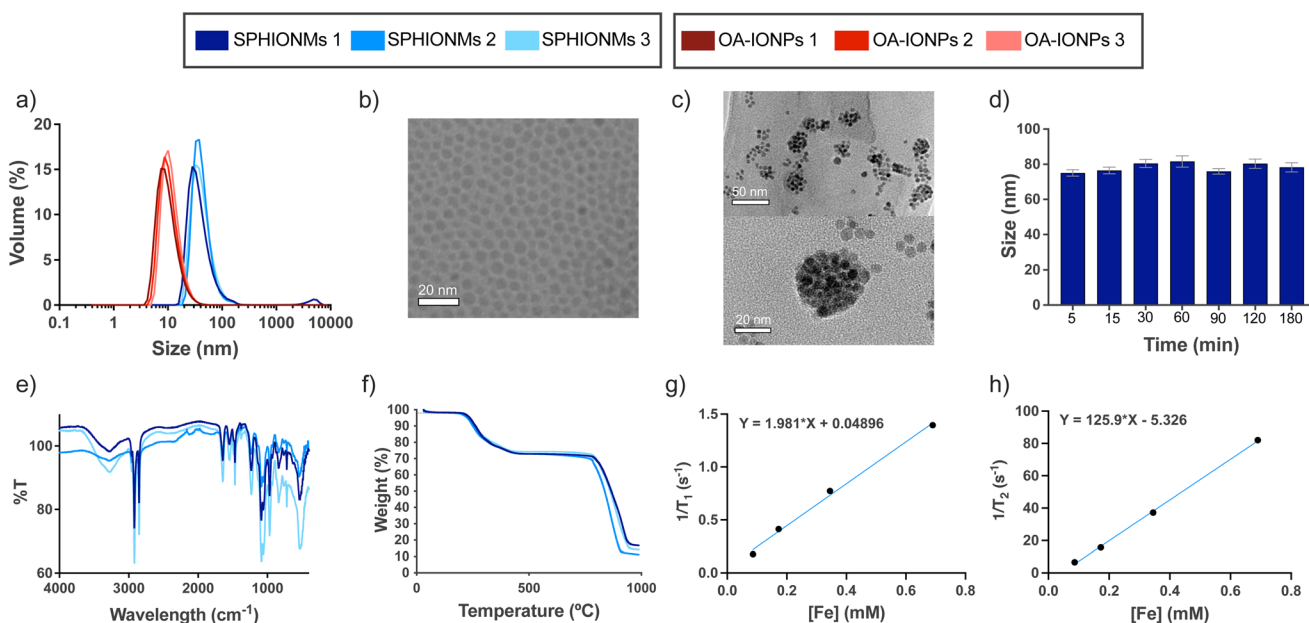 SPHIONMs 1 SPHIONMs 2 SPHIONMs 3 OA-IONPs 1 OA-IONPs 2 OA-IONPs 3
a)
20
15
10
5
0
Volume (%)
0.1 1 10 100 1000 10000
Size (nm)
b)
20 nm
c)
50 nm
20 nm
d)
100
80
60
40
20
0
Size (nm)
5 15 30 60 90 120 180
Time (min)
e)
100
80
60
%T
4000 3000 2000 1000
Wavelength (cm⁻¹)
f)
100
90
80
70
60
50
40
30
20
10
0
Weight (%)
0 500 1000
Temperature (ºC)
g)
Y = 1.981*X + 0.04896
1.5
1.0
0.5
0.0
1/T₁ (s⁻¹)
0.0 0.2 0.4 0.6 0.8
[Fe] (mM)
h)
Y = 125.9*X - 5.326
100
80
60
40
20
0
1/T₂ (s⁻¹)
0.0 0.2 0.4 0.6 0.8
[Fe] (mM)